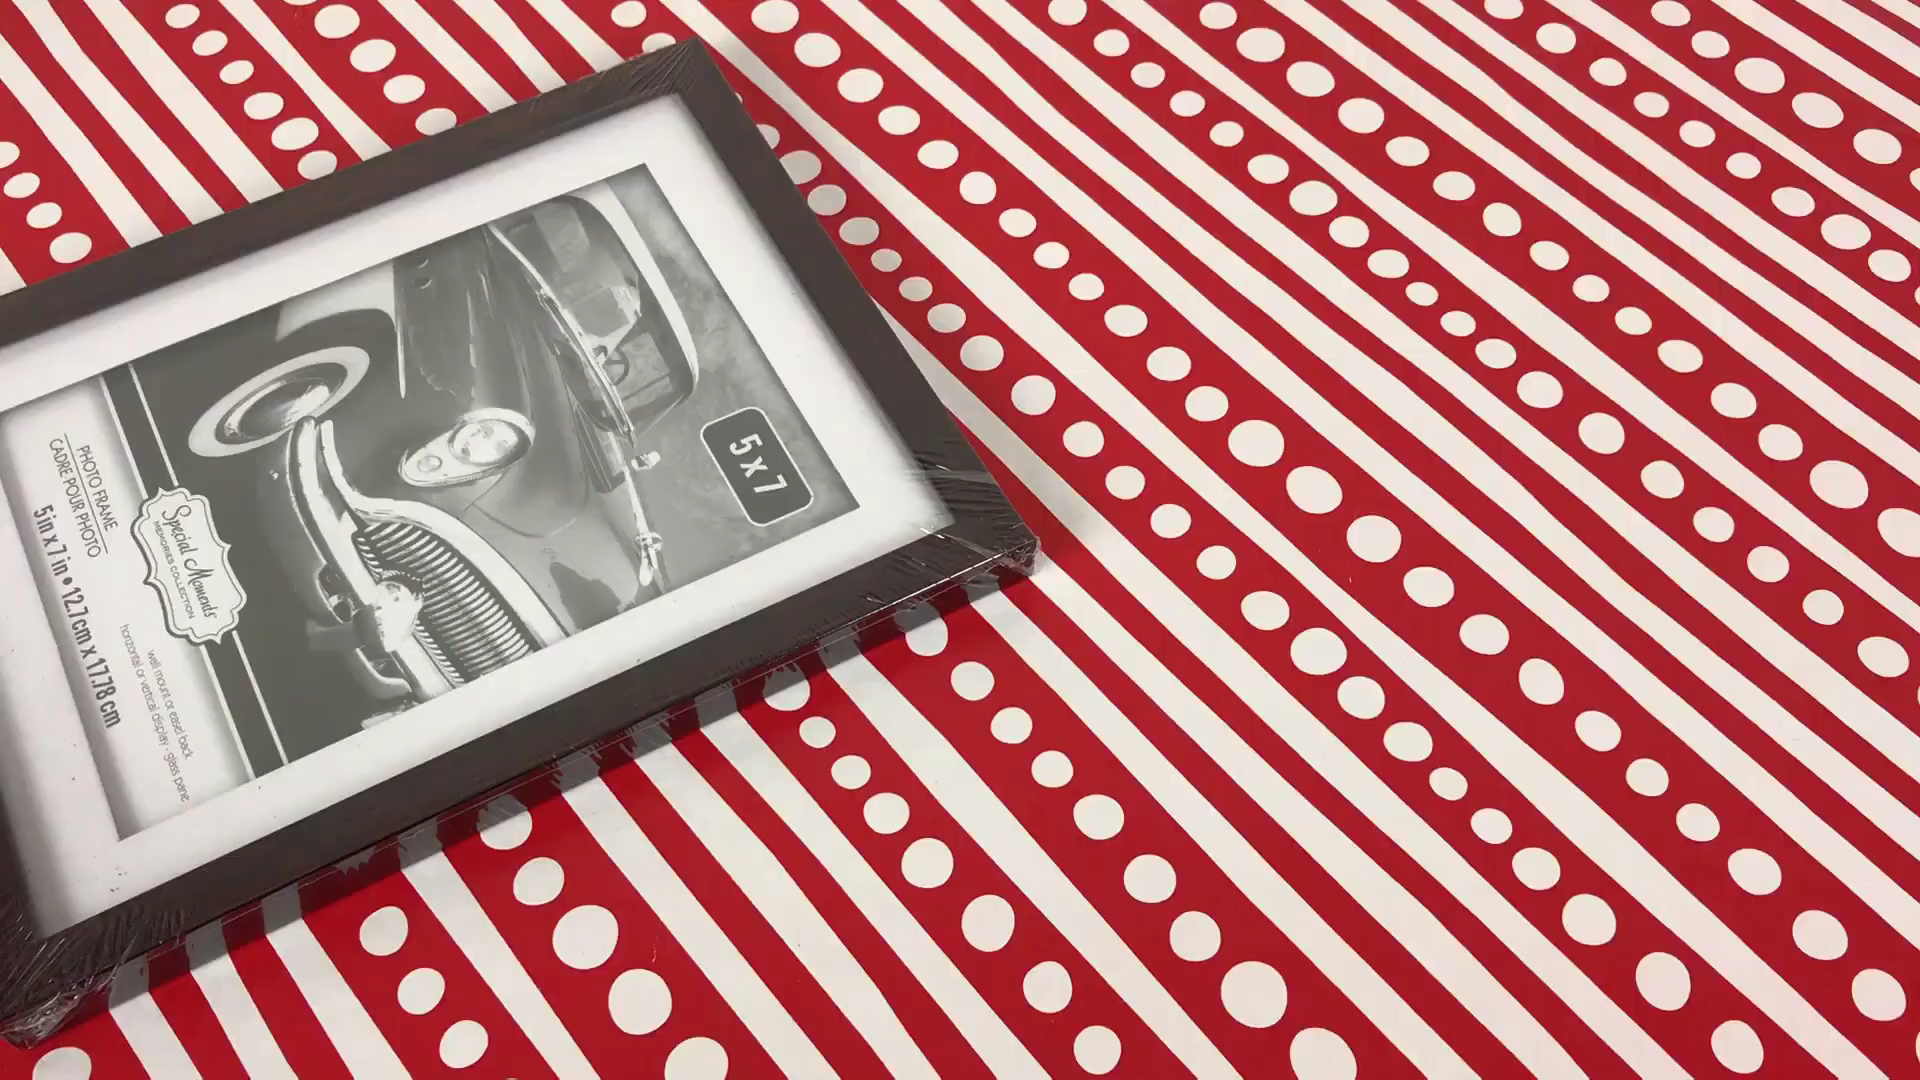 5 x 7
Special Moments
MEMORIES COLLECTION
PHOTO FRAME
CADRE POUR PHOTO
5 in x 7 in • 12.7 cm x 17.78 cm
wall mount or easel back
horizontal or vertical display - glass pane